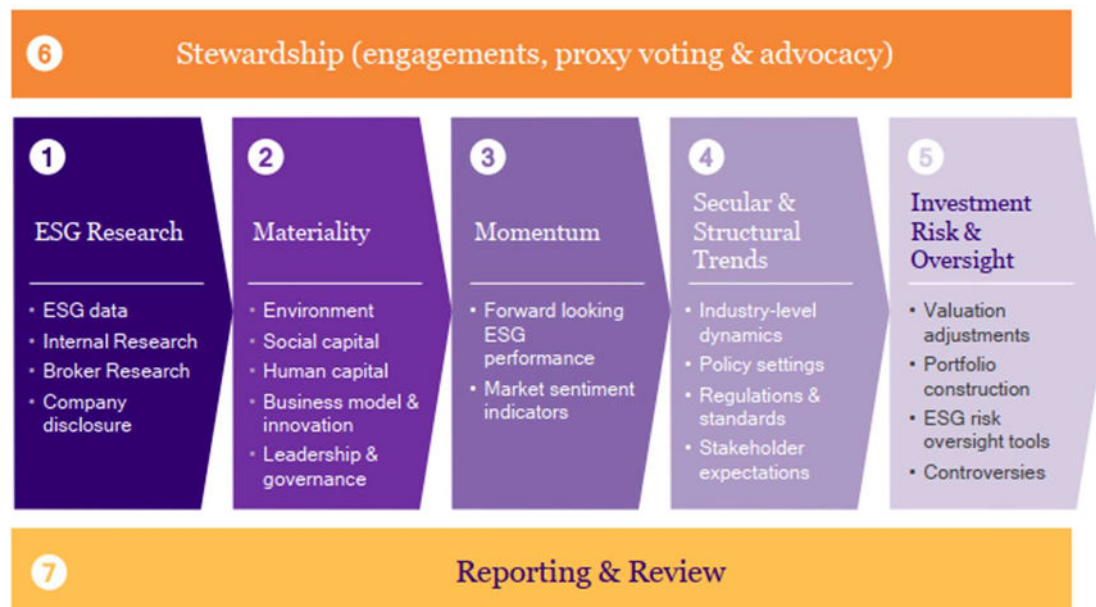 6
Stewardship (engagements, proxy voting & advocacy)
1
ESG Research
• ESG data
• Internal Research
• Broker Research
• Company
disclosure
2
Materiality
• Environment
• Social capital
• Human capital
• Business model &
innovation
• Leadership &
governance
3
Momentum
• Forward looking
ESG
performance
• Market sentiment
indicators
4
Secular &
Structural
Trends
• Industry-level
dynamics
• Policy settings
• Regulations &
standards
• Stakeholder
expectations
5
Investment
Risk &
Oversight
• Valuation
adjustments
• Portfolio
construction
• ESG risk
oversight tools
• Controversies
7
Reporting & Review